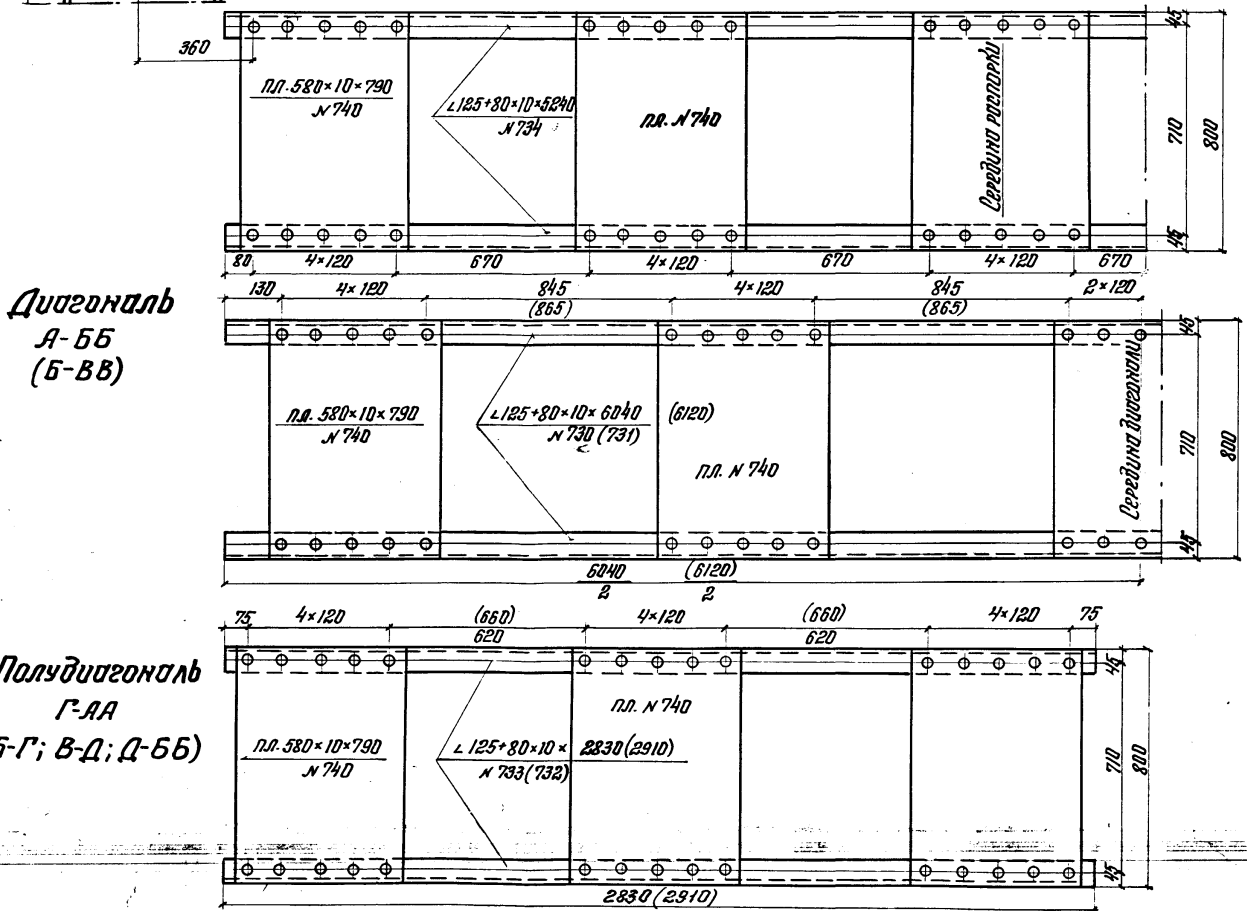 360
45
пл. 580×10×790
N 740
∟125+80×10×5240
N 734
пл. N 740
Середина распорки
710
800
45
80
4×120
670
4×120
670
4×120
670
Диагональ
А-ББ
(Б-ВВ)
130
4×120
845
(865)
4×120
845
(865)
2×120
45
пл. 580×10×790
N 740
∟125+80×10×6040 (6120)
N 730 (731)
пл. N 740
Середина диагонали
710
800
45
6040 (6120)
2 2
Полудиагональ
Г-АА
Б-Г; В-Д; Д-ББ)
75
4×120
(660)
620
4×120
(660)
620
4×120
75
45
пл. N 740
пл. 580×10×790
N 740
∟125+80×10× 2830 (2910)
N 733 (732)
710
800
45
2830 (2910)